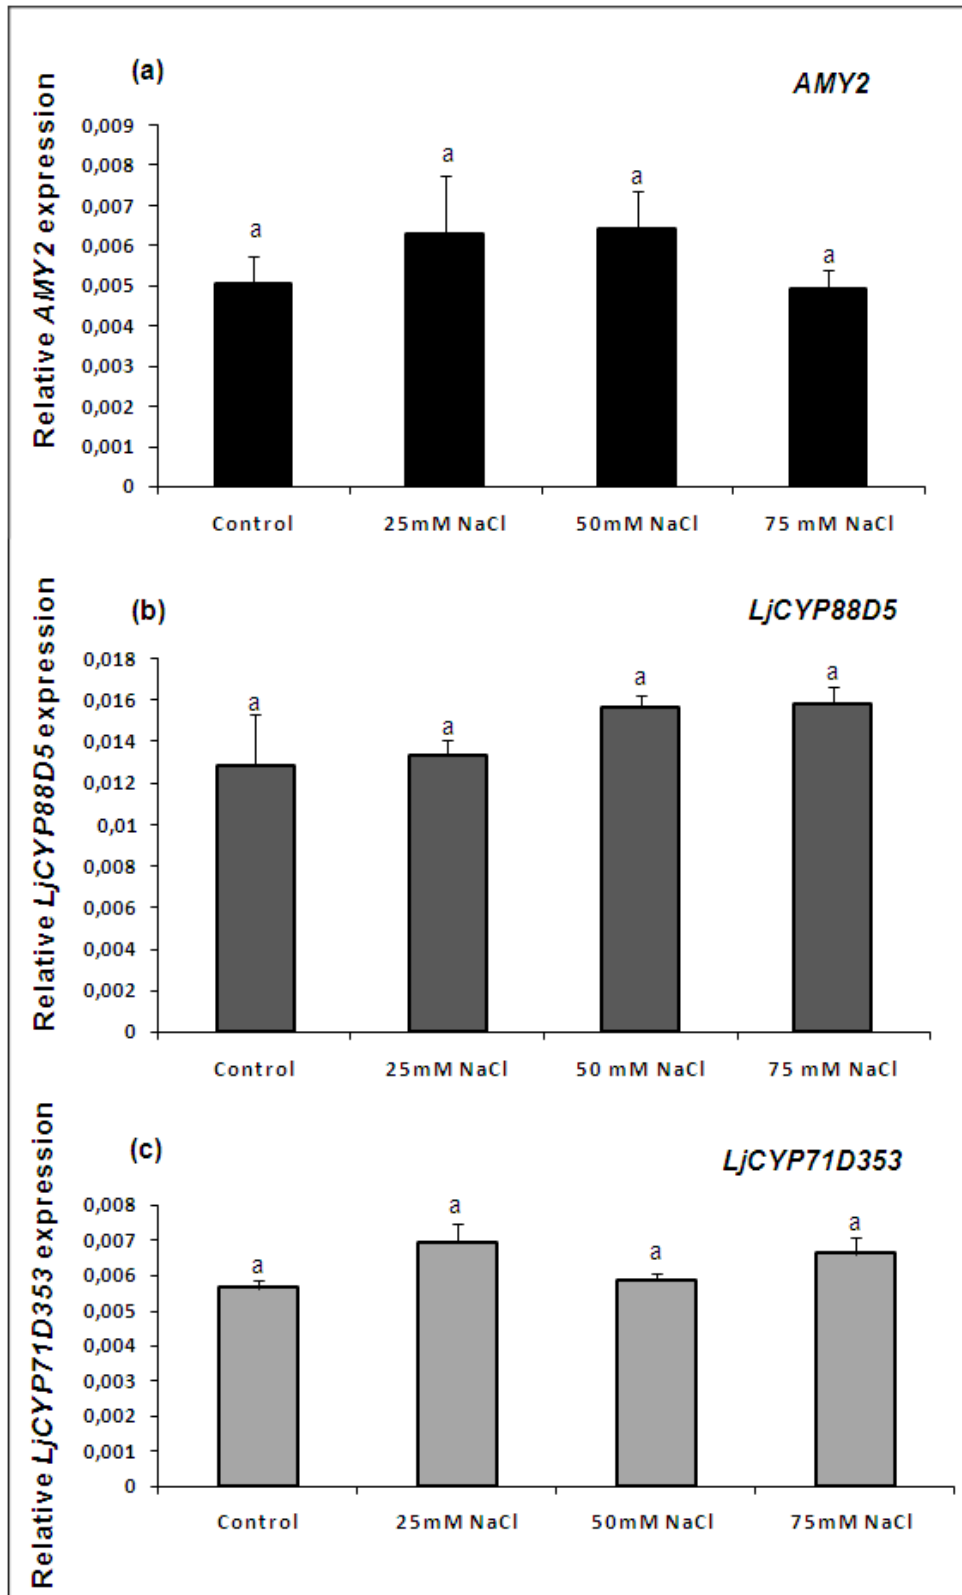 (a)
AMY2
Relative AMY2 expression
0,009
0,008
0,007
0,006
0,005
0,004
0,003
0,002
0,001
0
a
a
a
a
Control
25mM NaCl
50mM NaCl
75 mM NaCl
(b)
LjCYP88D5
Relative LjCYP88D5 expression
0,018
0,016
0,014
0,012
0,01
0,008
0,006
0,004
0,002
0
a
a
a
a
Control
25mM NaCl
50 mM NaCl
75 mM NaCl
(c)
LjCYP71D353
Relative LjCYP71D353 expression
0,008
0,007
0,006
0,005
0,004
0,003
0,002
0,001
0
a
a
a
a
Control
25mM NaCl
50mM NaCl
75mM NaCl